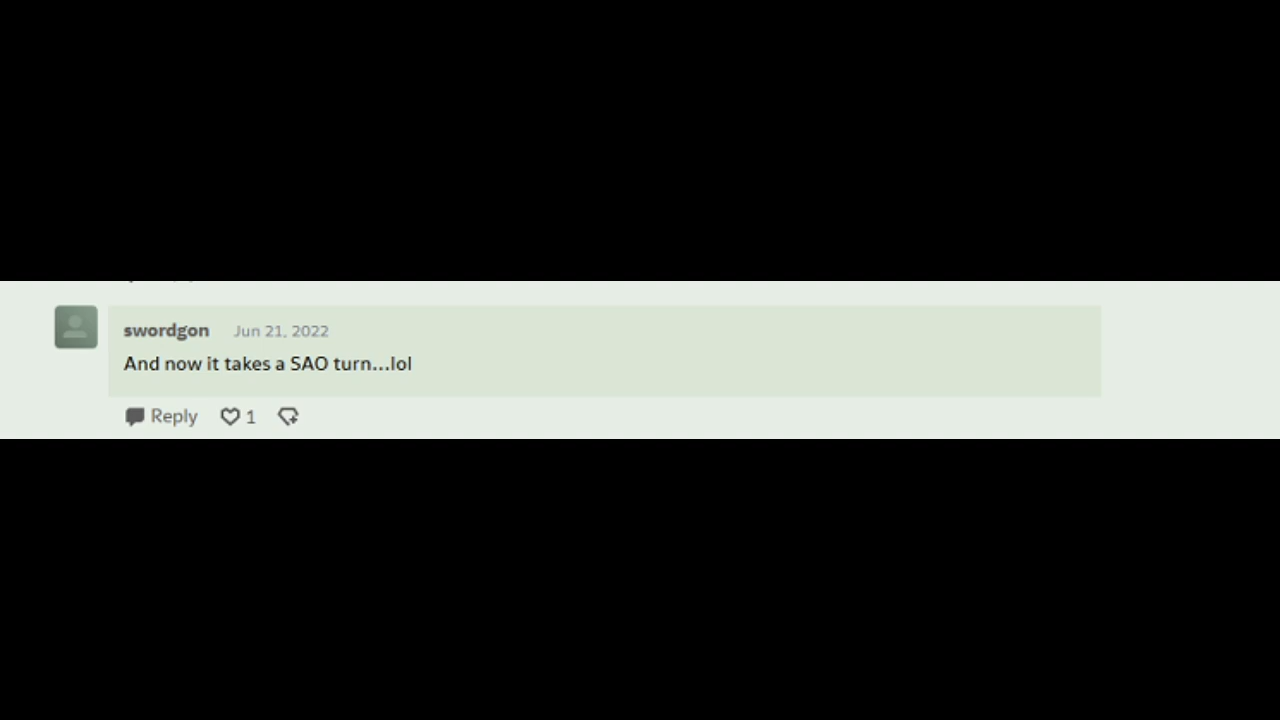 swordgon Jun 21, 2022
And now it takes a SAO turn...lol
Reply 1